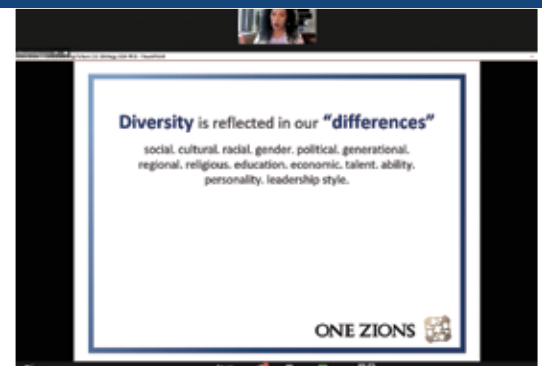 Diversity is reflected in our “differences”
social. cultural. racial. gender. political. generational.
regional. religious. education. economic. talent. ability.
personality. leadership style.
ONE ZIONS